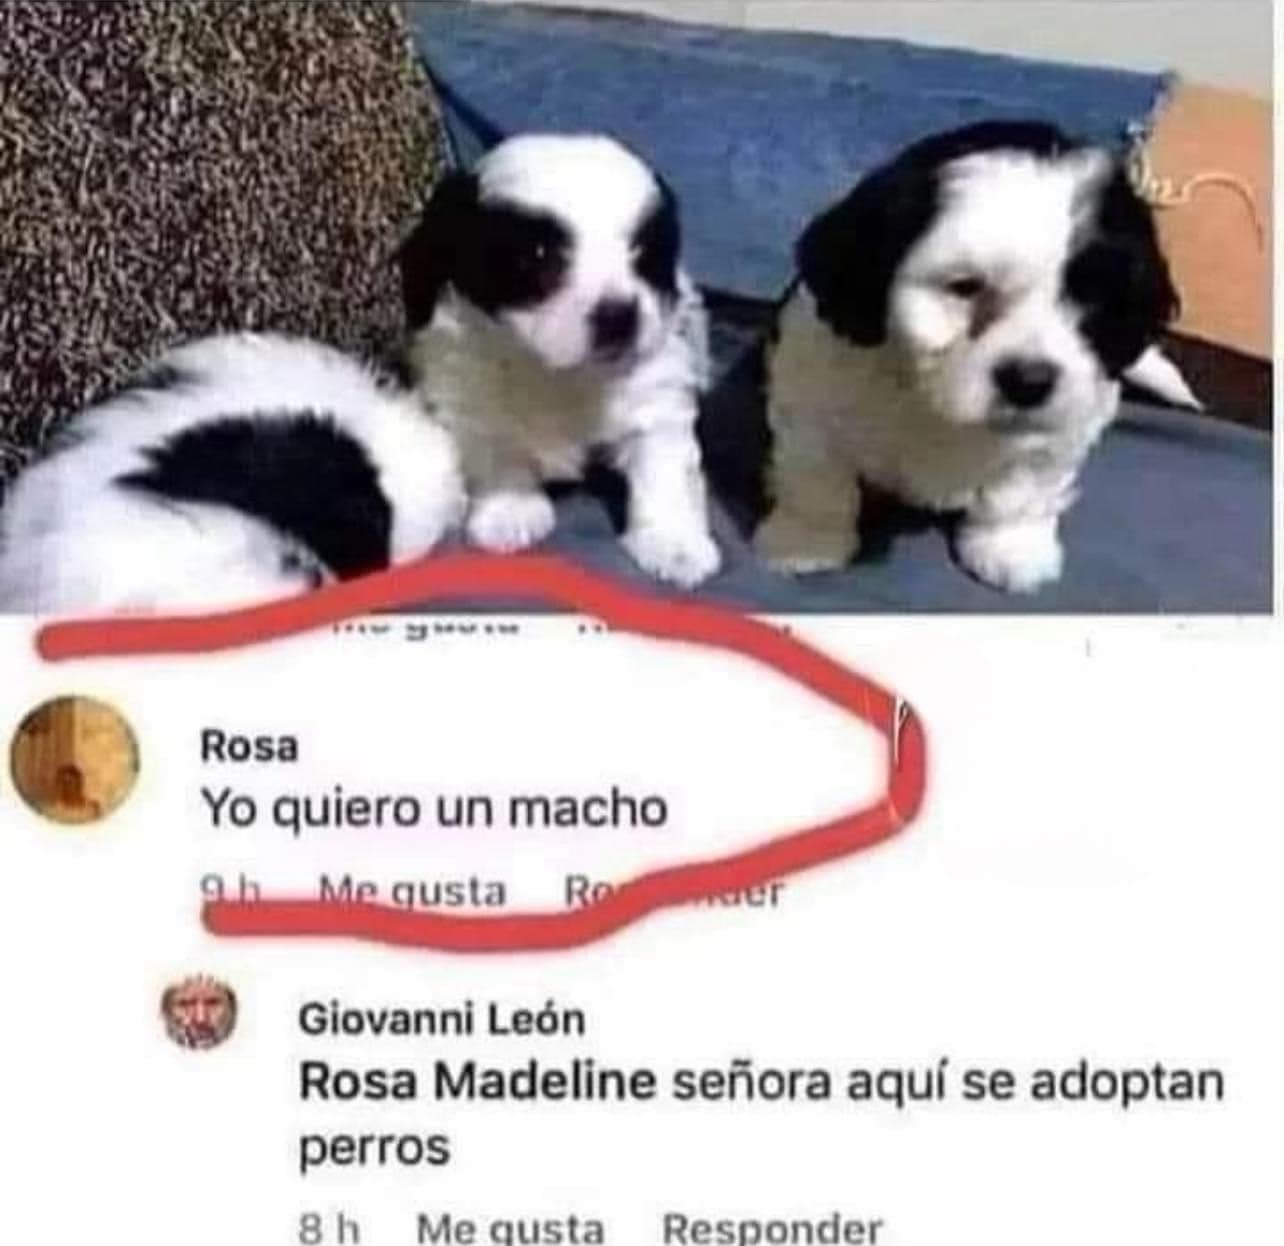 Rosa
Yo quiero un macho
9 h Me gusta
Giovanni León
Rosa Madeline señora aquí se adoptan
perros
8 h Me gusta Responder